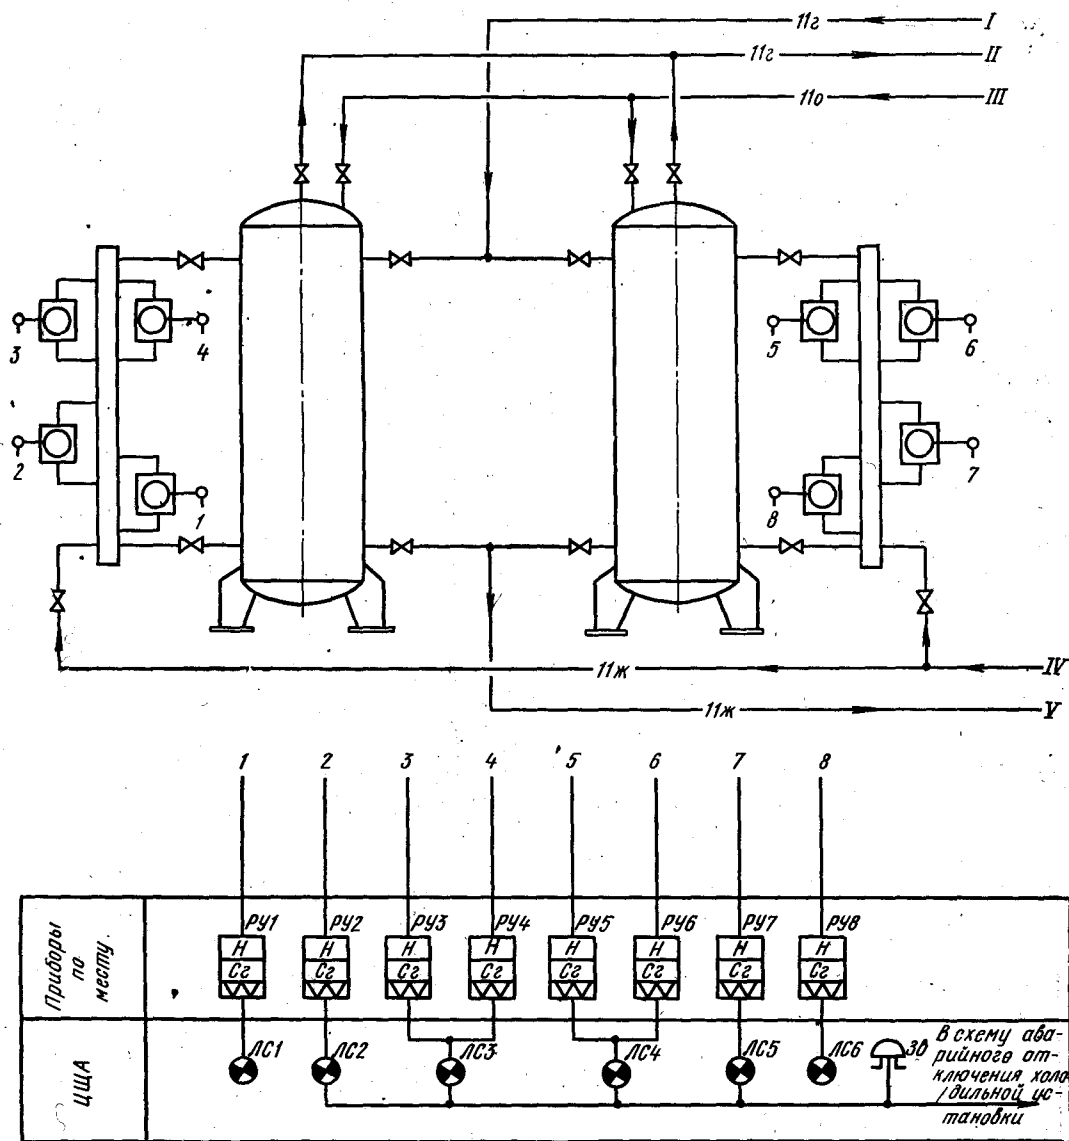 11г
I
11г
II
11о
III
3
4
5
6
2
1
7
8
11ж
IV
11ж
V
1 2 3 4 5 6 7 8
Приборы
по
месту
РУ1 РУ2 РУ3 РУ4 РУ5 РУ6 РУ7 РУ8
Н Н Н Н Н Н Н Н
Сг Сг Сг Сг Сг Сг Сг Сг
ЦЩА
ЛС1 ЛС2 ЛС3 ЛС4 ЛС5 ЛС6 ЗВ
В схему ава-
рийного от-
ключения холо-
дильной ус-
тановки